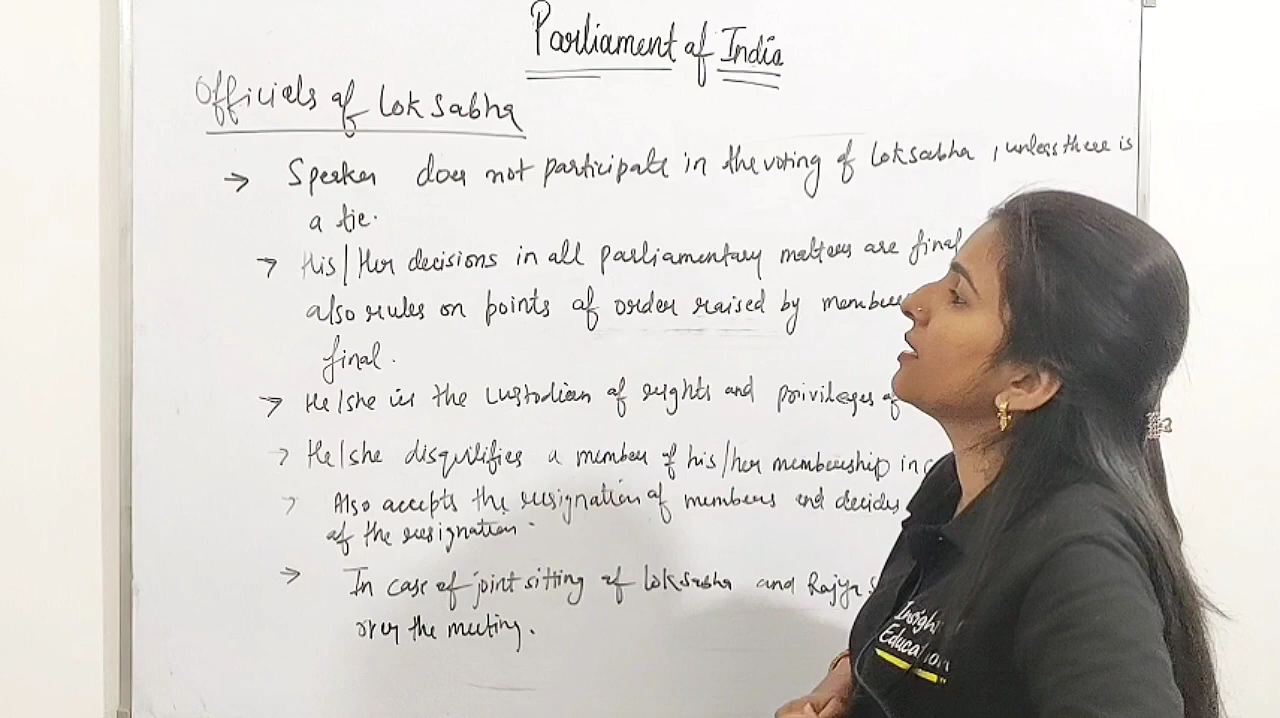 Parliament of India
Officials of Lok Sabha
→ Speaker does not participate in the voting of Loksabha, unless there is
a tie.
→ His/Her decisions in all parliamentary matters are final
also rules on points of order raised by member
final.
→ He/she is the custodian of rights and privileges of
→ He/she disqulifies a member of his/her membership in
→ Also accepts the resignation of members and decides
of the resignation.
→ In case of joint sitting of Loksabha and Rajya S
over the meeting.
Insight
Education